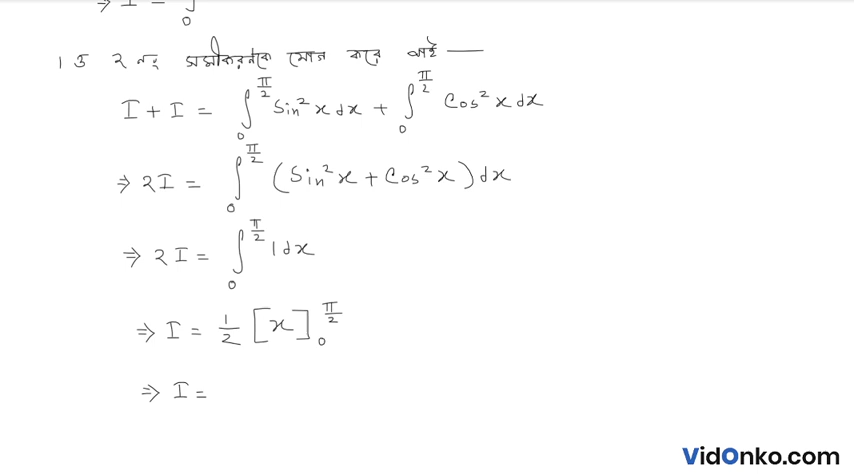 ⇒ I = ∫₀
১ ও ২ নং সমীকরণকে যোগ করে পাই —
I + I = ∫₀^{π/2} Sin²x dx + ∫₀^{π/2} Cos²x dx
⇒ 2I = ∫₀^{π/2} (Sin²x + Cos²x) dx
⇒ 2I = ∫₀^{π/2} 1 dx
⇒ I = 1/2 [x]₀^{π/2}
⇒ I =
VidOnko.com